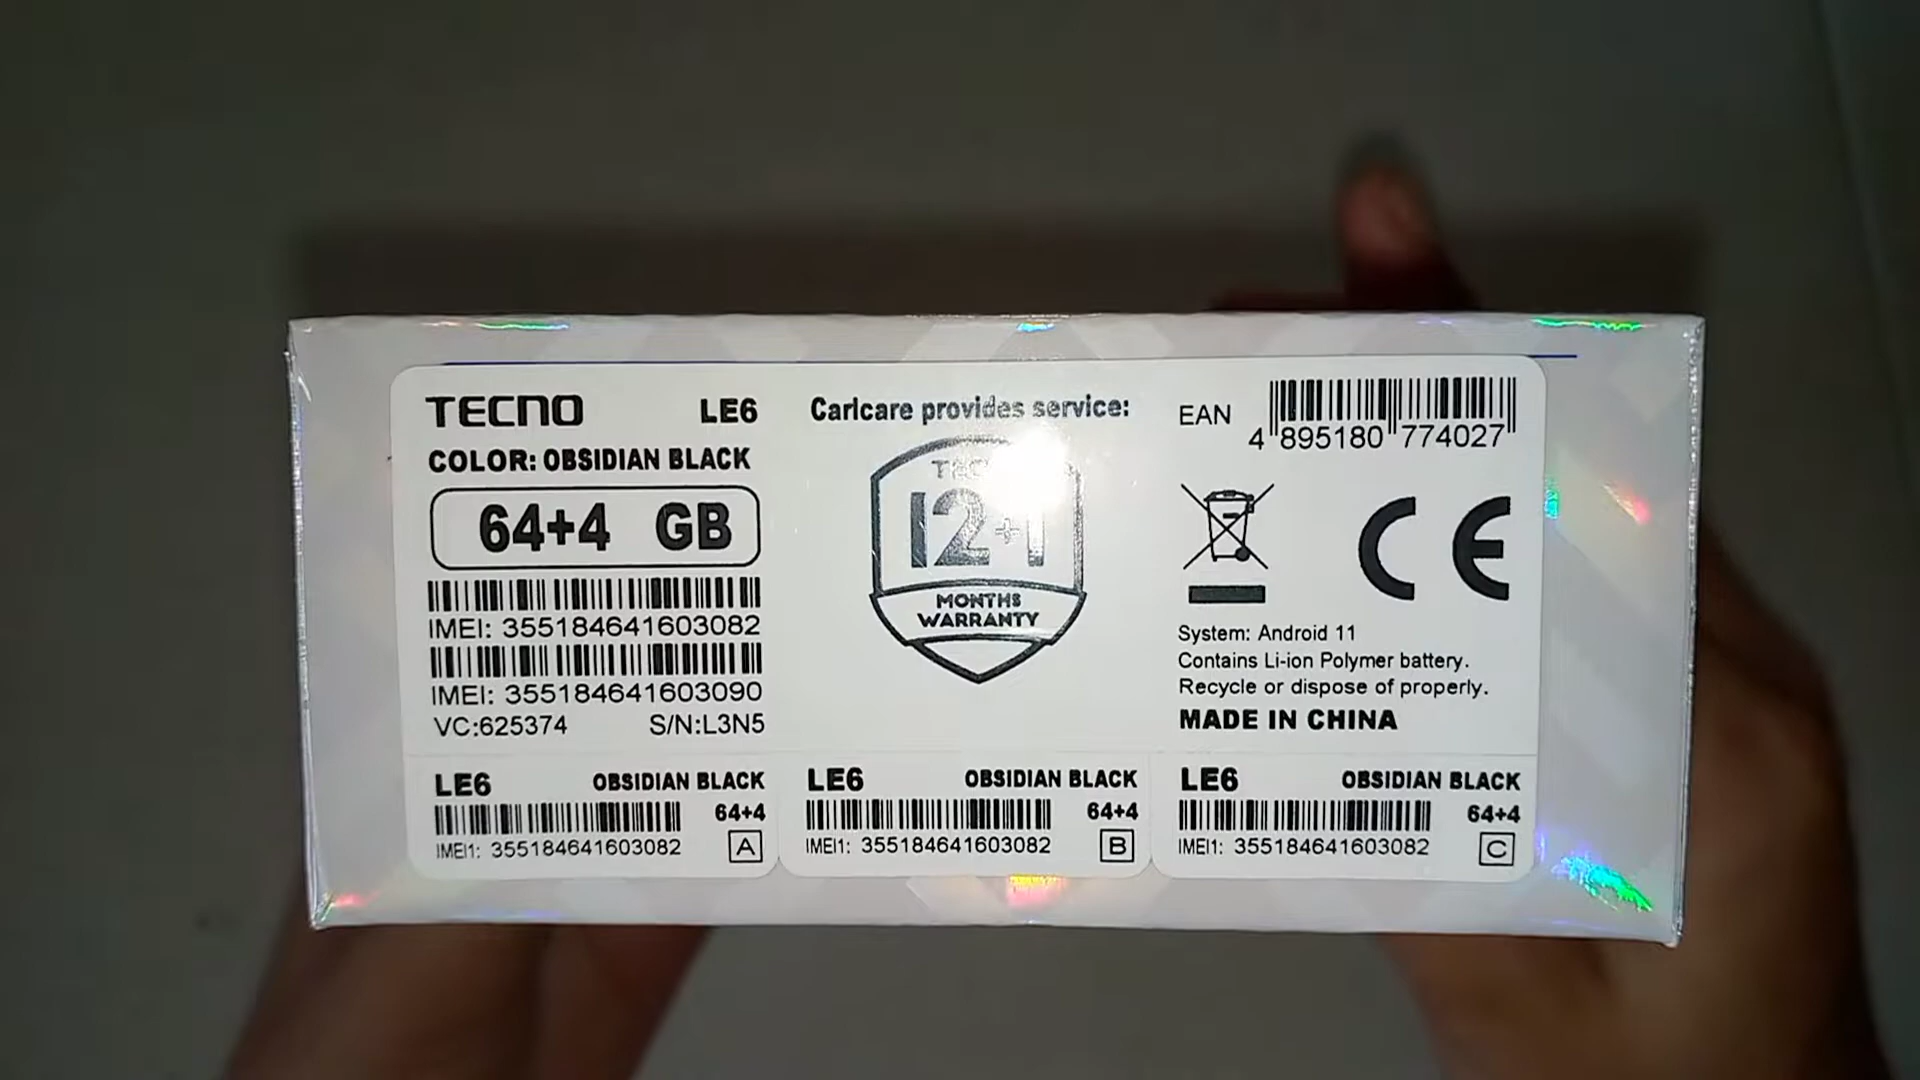 TECNO LE6
COLOR: OBSIDIAN BLACK
64+4 GB
IMEI: 355184641603082
IMEI: 355184641603090
VC:625374 S/N:L3N5
Carlcare provides service:
12+1
MONTHS
WARRANTY
EAN
4 895180 774027
CE
System: Android 11
Contains Li-ion Polymer battery.
Recycle or dispose of properly.
MADE IN CHINA
LE6 OBSIDIAN BLACK
64+4
IMEI1: 355184641603082 A
LE6 OBSIDIAN BLACK
64+4
IMEI1: 355184641603082 B
LE6 OBSIDIAN BLACK
64+4
IMEI1: 355184641603082 C